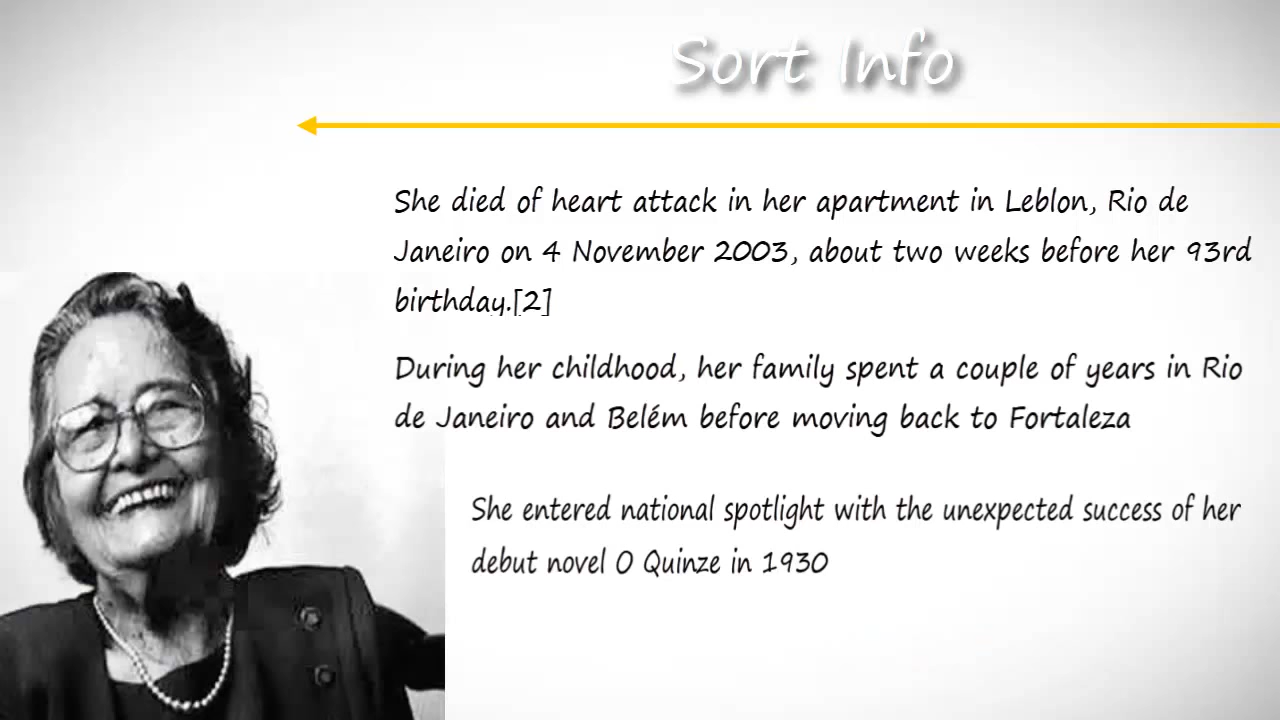 Sort Info
She died of heart attack in her apartment in Leblon, Rio de
Janeiro on 4 November 2003, about two weeks before her 93rd
birthday.[2]
During her childhood, her family spent a couple of years in Rio
de Janeiro and Belém before moving back to Fortaleza
She entered national spotlight with the unexpected success of her
debut novel O Quinze in 1930